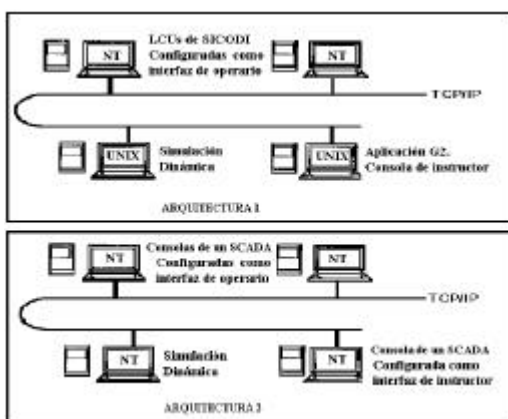 LCUs de SICODI
NT
Configuradas como
interfaz de operario
NT
TCP/IP
UNIX
Simulación
Dinámica
UNIX
Aplicación G2.
Consola de instructor
ARQUITECTURA 1
Consolas de un SCADA
NT
Configuradas como
interfaz de operario
NT
TCP/IP
NT
Simulación
Dinámica
NT
Consola de un SCADA
Configurada como
interfaz de instructor
ARQUITECTURA